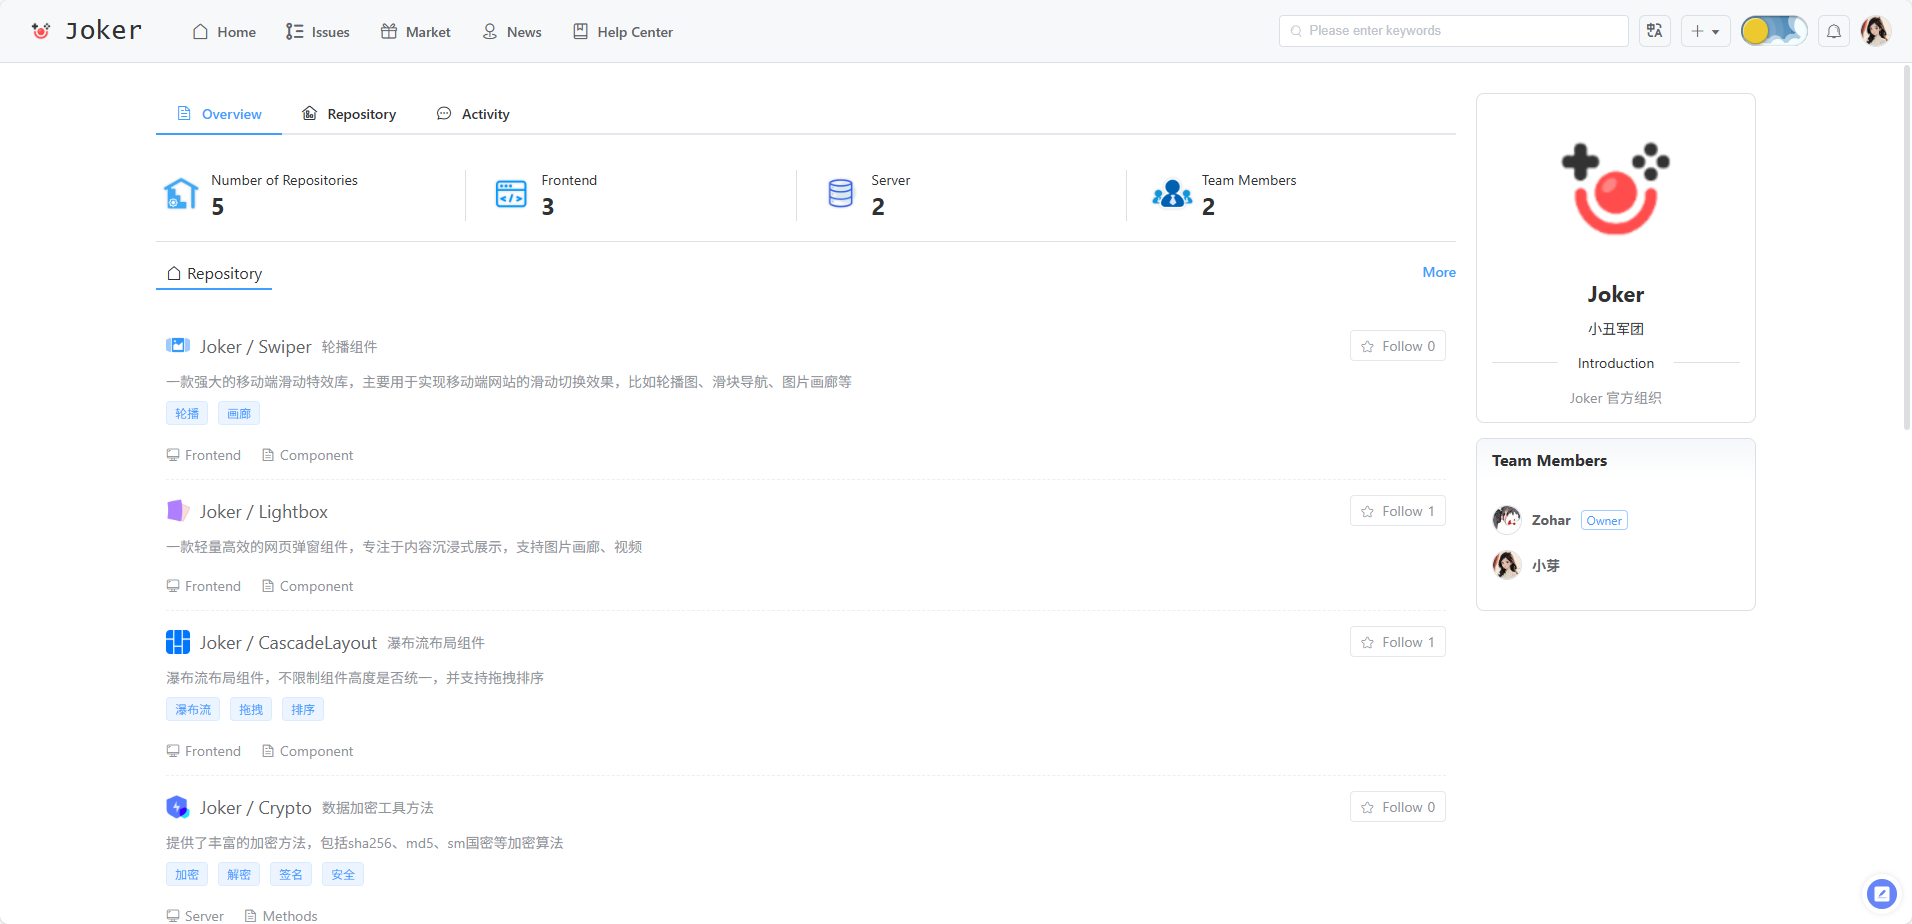 Joker
Home
Issues
Market
News
Help Center
Please enter keywords
Overview
Repository
Activity
Number of Repositories
5
Frontend
3
Server
2
Team Members
2
Repository
More
Joker / Swiper 轮播组件
Follow 0
一款强大的移动端滑动特效库，主要用于实现移动端网站的滑动切换效果，比如轮播图、滑块导航、图片画廊等
轮播 画廊
Frontend Component
Joker / Lightbox
Follow 1
一款轻量高效的网页弹窗组件，专注于内容沉浸式展示，支持图片画廊、视频
Frontend Component
Joker / CascadeLayout 瀑布流布局组件
Follow 1
瀑布流布局组件，不限制组件高度是否统一，并支持拖拽排序
瀑布流 拖拽 排序
Frontend Component
Joker / Crypto 数据加密工具方法
Follow 0
提供了丰富的加密方法，包括sha256、md5、sm国密等加密算法
加密 解密 签名 安全
Server Methods
Joker
小丑军团
Introduction
Joker 官方组织
Team Members
Zohar Owner
小芽